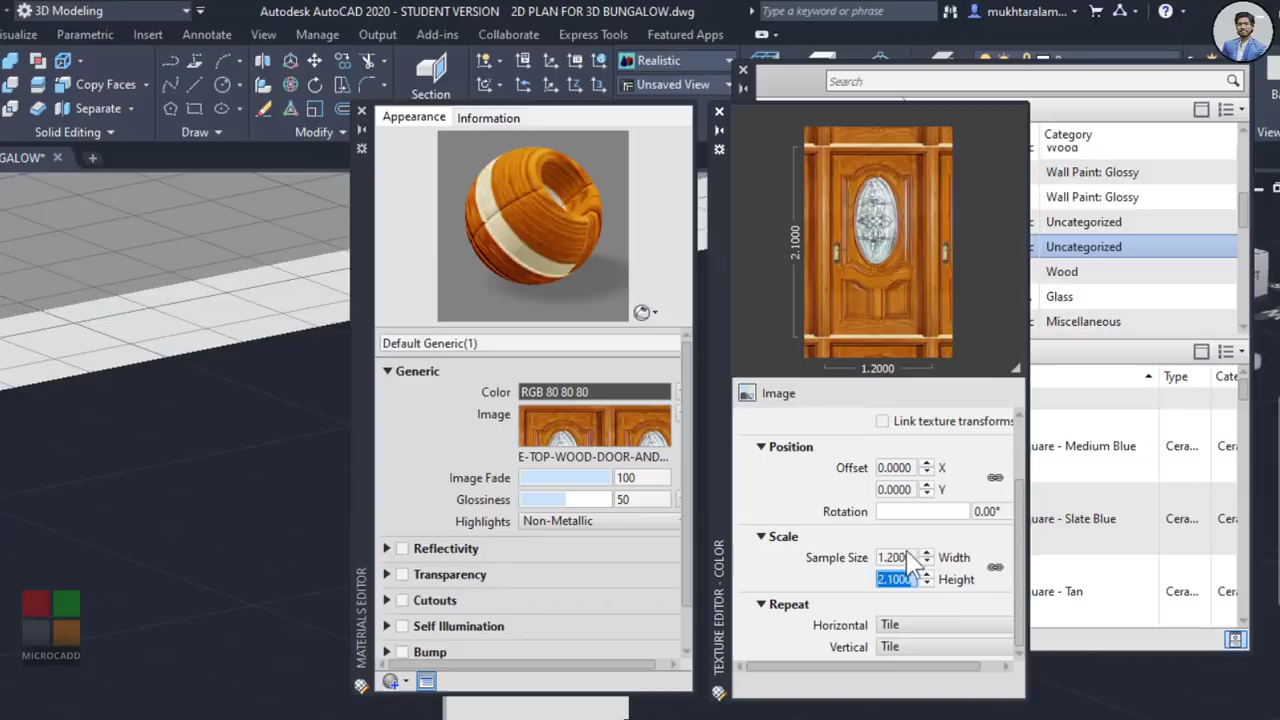 3D Modeling
Autodesk AutoCAD 2020 - STUDENT VERSION 2D PLAN FOR 3D BUNGALOW.dwg
Type a keyword or phrase
mukhtaralam...
Parametric Insert Annotate View Manage Output Add-ins Collaborate Express Tools Featured Apps
Copy Faces
Separate
Solid Editing
Draw
Modify
Section
Realistic
Unsaved View
Search
Appearance
Information
Category
Wood
Wall Paint: Glossy
Wall Paint: Glossy
Uncategorized
Uncategorized
Wood
Glass
Miscellaneous
2.1000
1.2000
Default Generic(1)
Generic
Color RGB 80 80 80
Image
E-TOP-WOOD-DOOR-AND...
Image Fade 100
Glossiness 50
Highlights Non-Metallic
Reflectivity
Transparency
Cutouts
Self Illumination
Bump
MATERIALS EDITOR
TEXTURE EDITOR - COLOR
Image
Link texture transforms
Position
Offset 0.0000 X
0.0000 Y
Rotation 0.00°
Scale
Sample Size 1.200 Width
2.1000 Height
Repeat
Horizontal Tile
Vertical Tile
Type
uare - Medium Blue Cera...
uare - Slate Blue Cera...
uare - Tan Cera...
MICROCADD